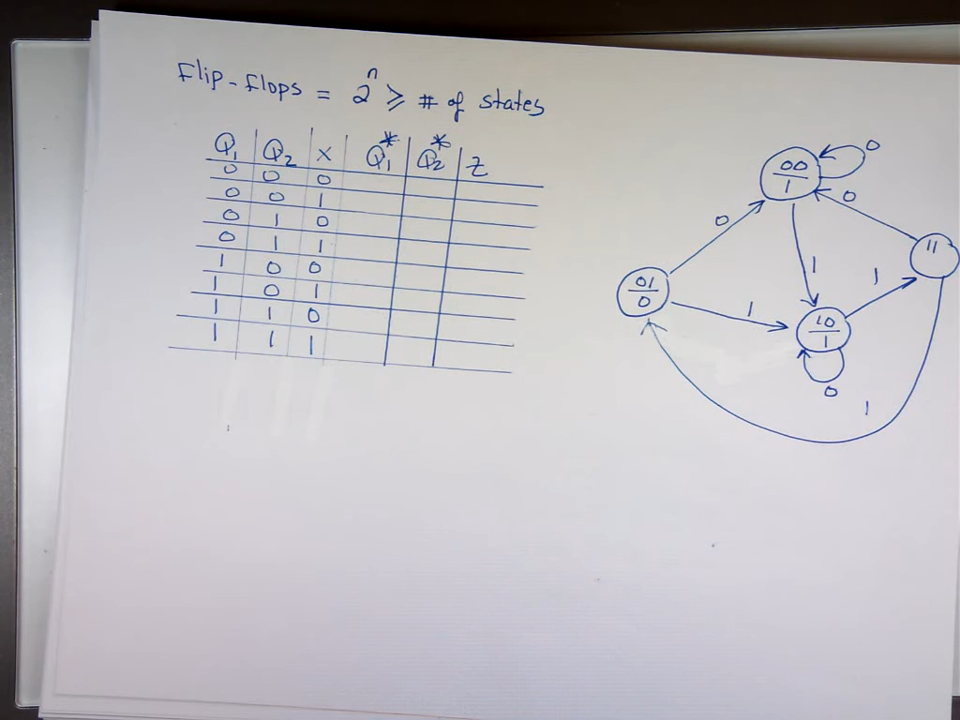 Flip-Flops = 2ⁿ ≥ # of states
Q₁ Q₂ X Q₁* Q₂* Z
0 0 0
0 0 1
0 1 0
0 1 1
1 0 0
1 0 1
1 1 0
1 1 1
00
1
0
0
0
11
01
0
1
1
1
10
1
0
1